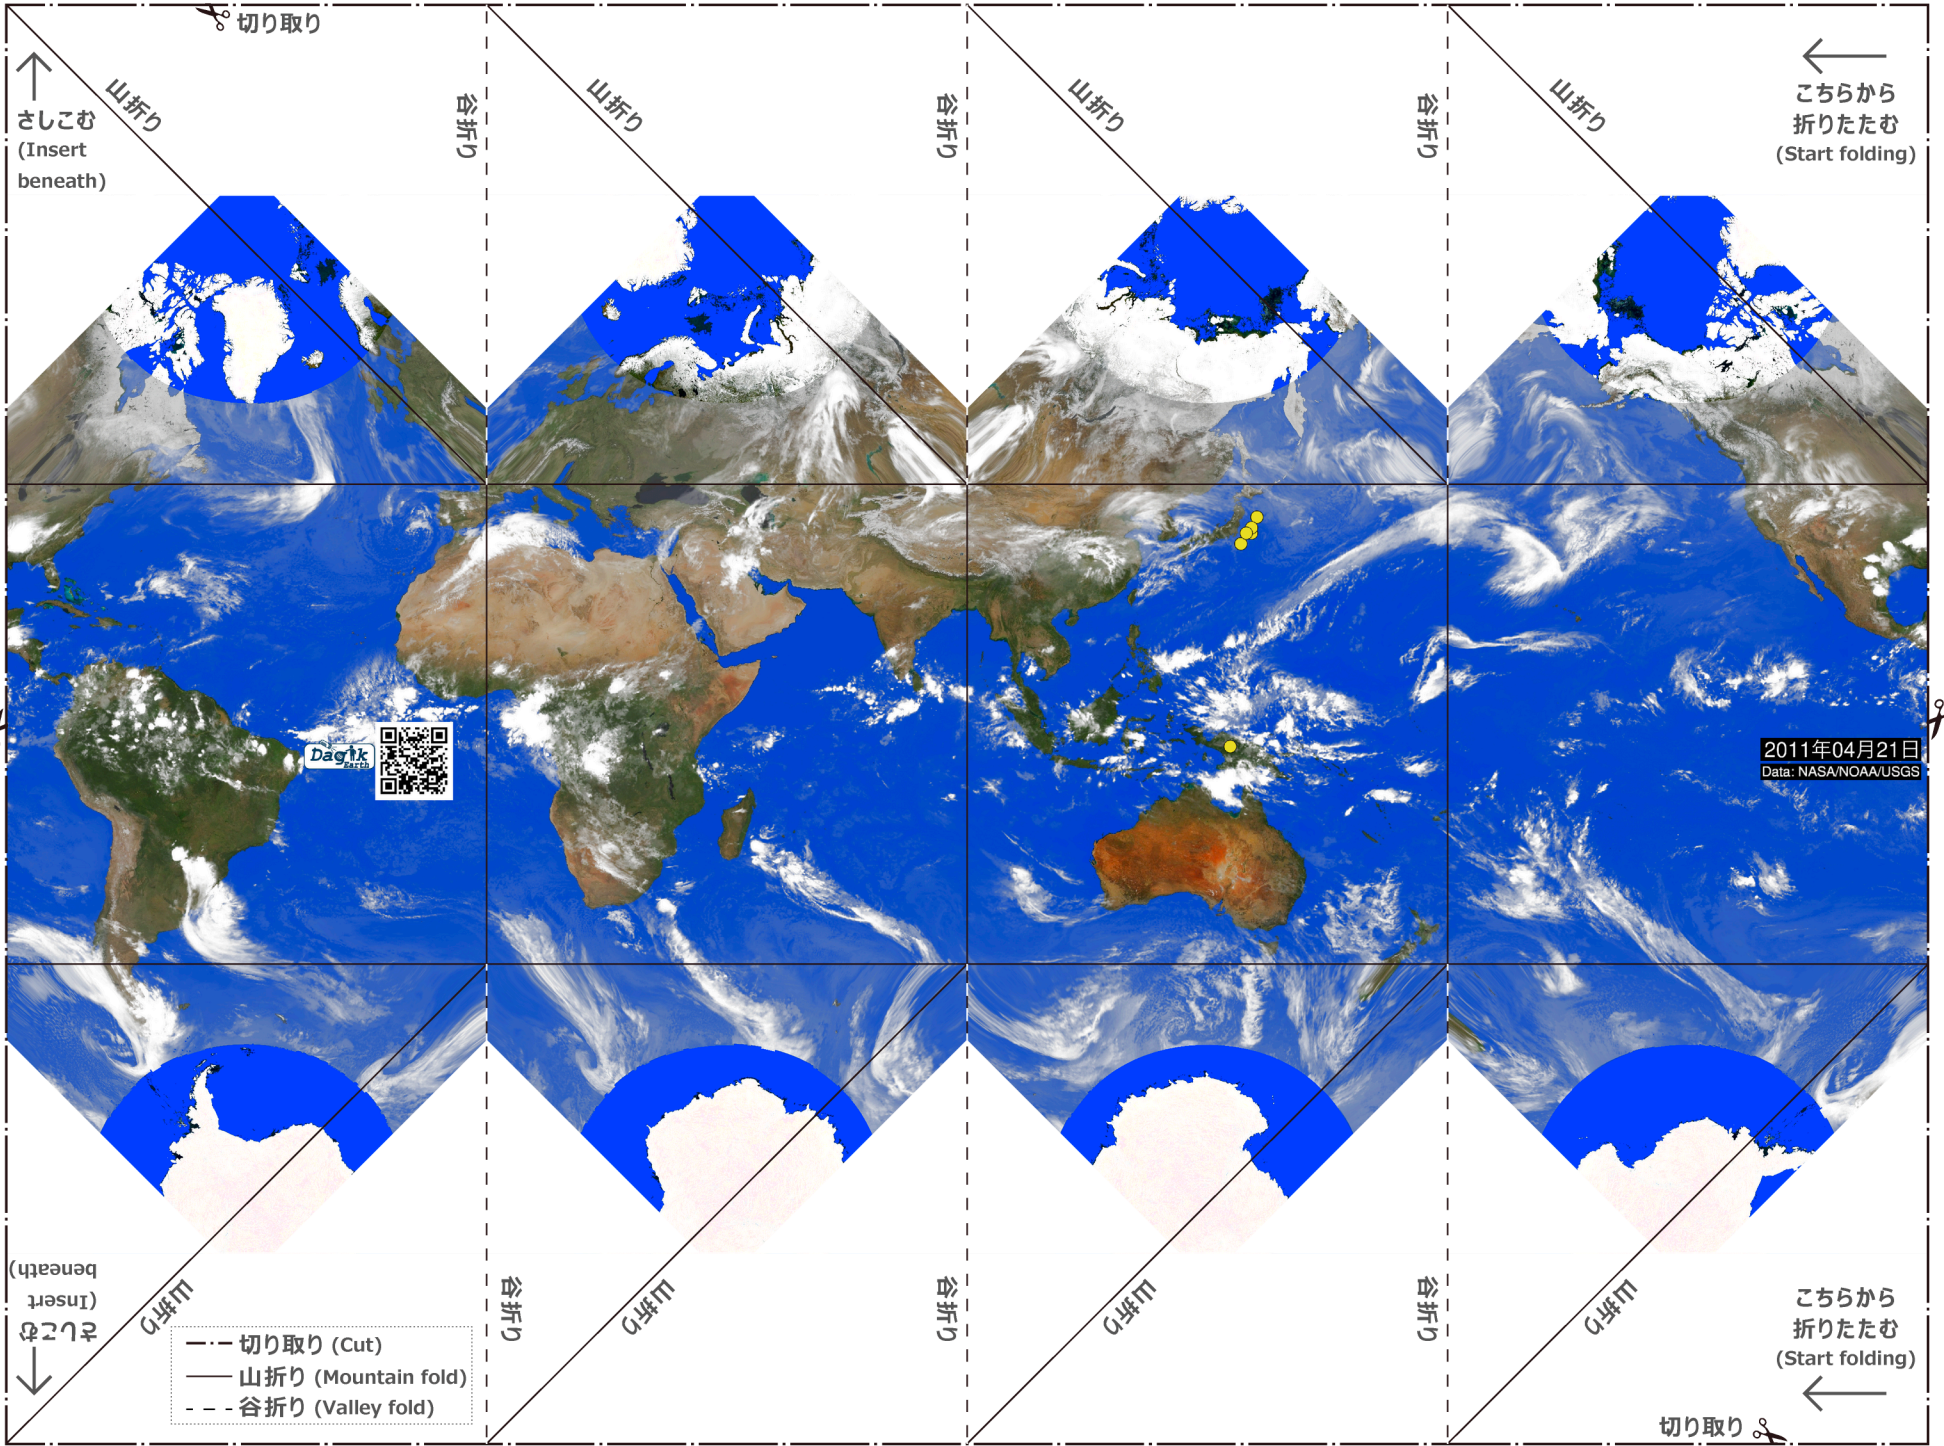 切り取り
山折り
谷折り
山折り
谷折り
山折り
谷折り
山折り
さしこむ
(Insert
beneath)
こちらから
折りたたむ
(Start folding)
Dagik
Earth
2011年04月21日
Data: NASA/NOAA/USGS
さしこむ
(Insert
beneath)
山折り
谷折り
山折り
谷折り
山折り
谷折り
山折り
こちらから
折りたたむ
(Start folding)
切り取り (Cut)
山折り (Mountain fold)
谷折り (Valley fold)
切り取り